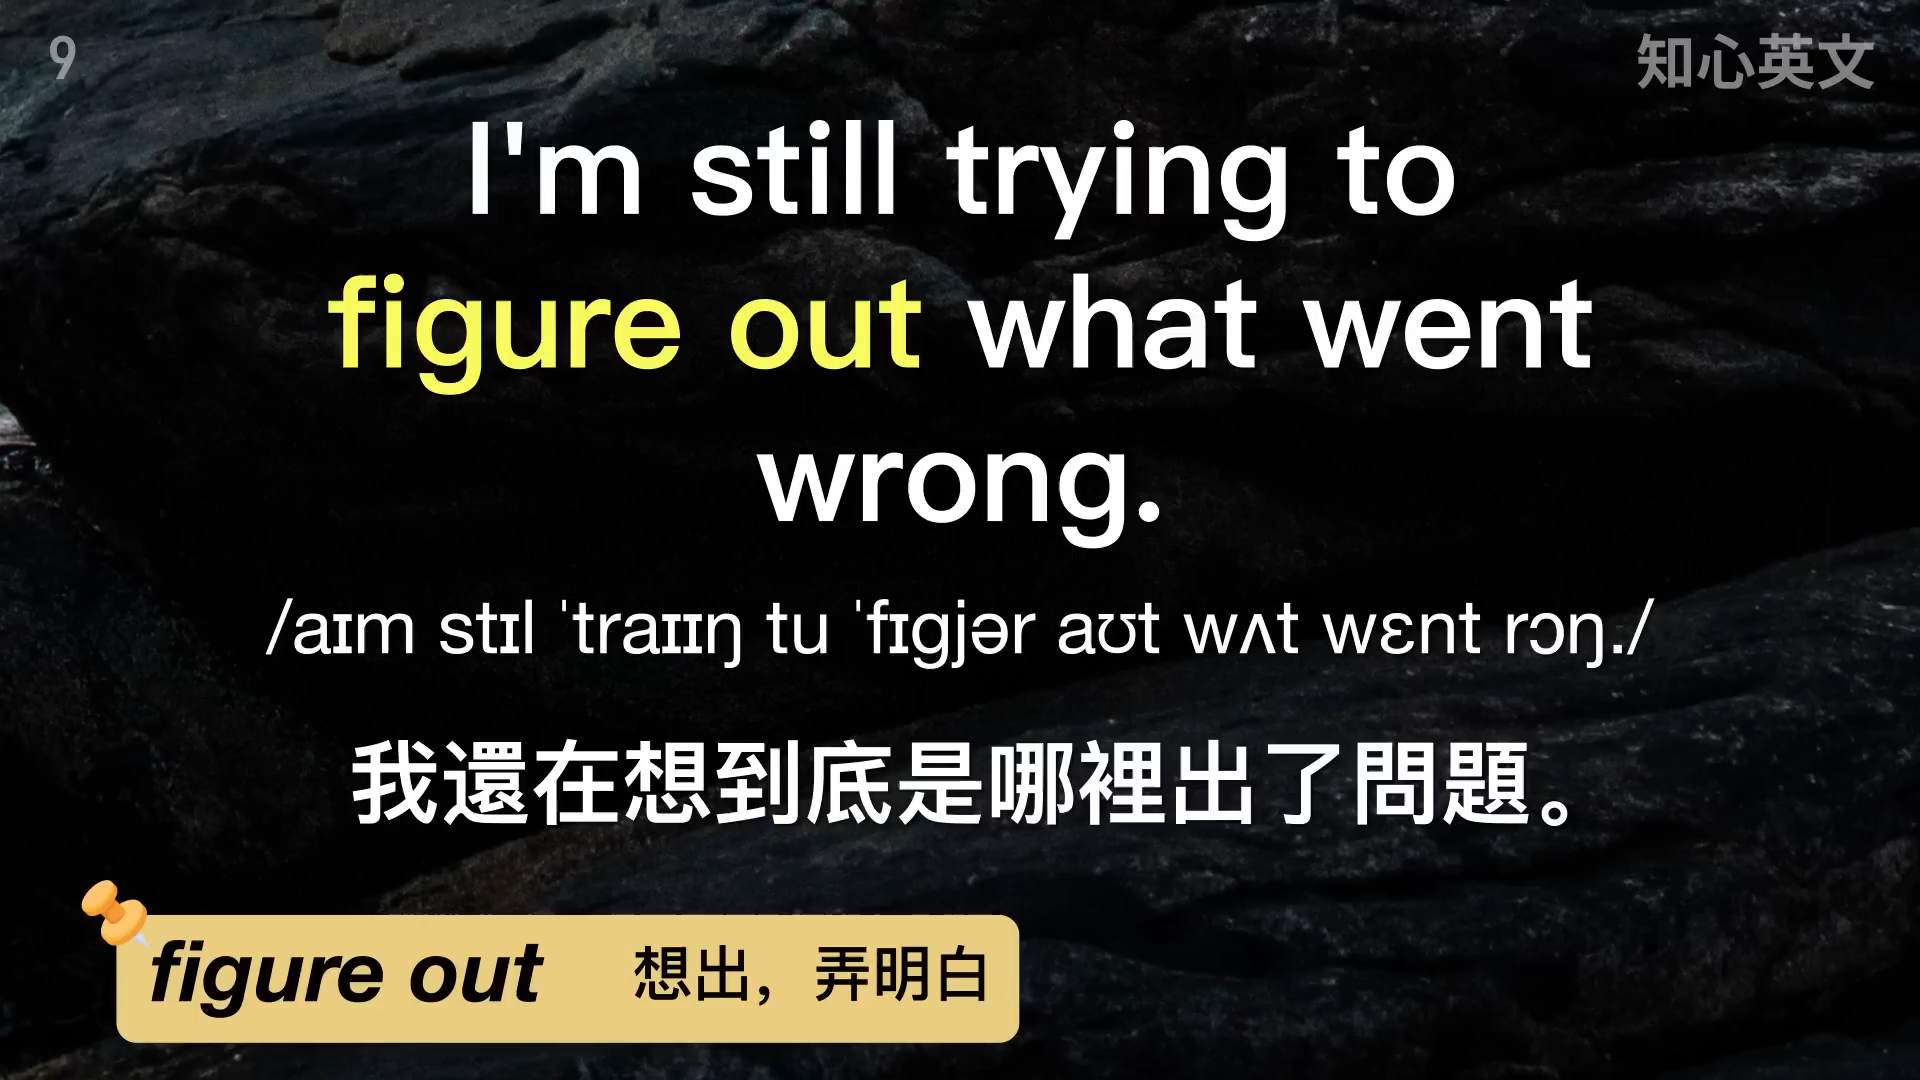 9
知心英文
I'm still trying to
figure out what went
wrong.
/aɪm stɪl ˈtraɪɪŋ tu ˈfɪgjər aʊt wʌt wɛnt rɔŋ./
我還在想到底是哪裡出了問題。
figure out 想出，弄明白